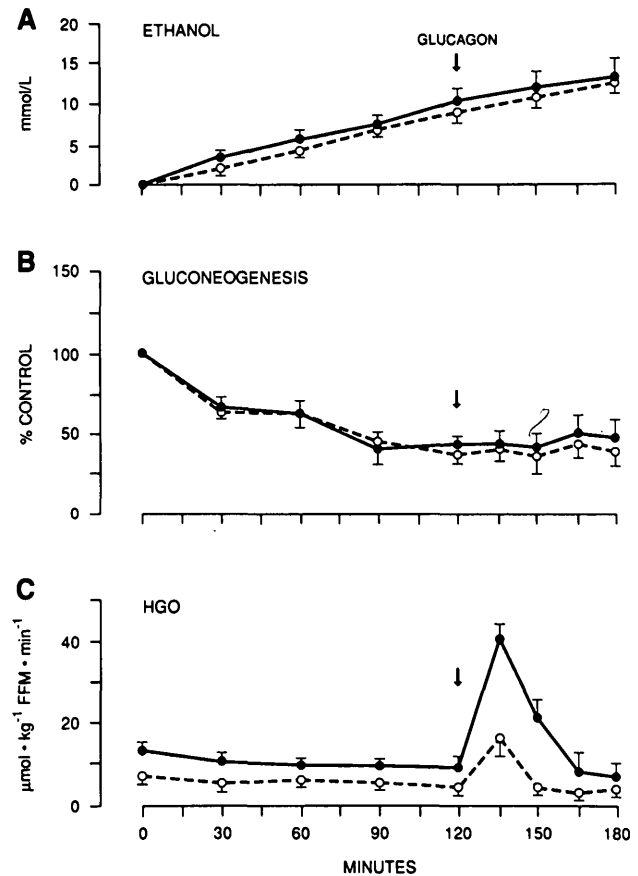 A
ETHANOL
GLUCAGON
mmol/L
20
15
10
5
0
B
GLUCONEOGENESIS
% CONTROL
150
100
50
0
C
HGO
µmol • kg⁻¹ FFM • min⁻¹
40
20
0
0 30 60 90 120 150 180
MINUTES